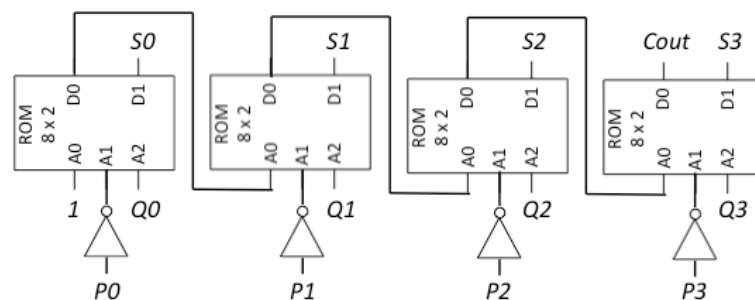 S0 S1 S2 Cout S3
D0 D1 D0 D1 D0 D1 D0 D1
ROM ROM ROM ROM
8 x 2 8 x 2 8 x 2 8 x 2
A0 A1 A2 A0 A1 A2 A0 A1 A2 A0 A1 A2
1 Q0 Q1 Q2 Q3
P0 P1 P2 P3